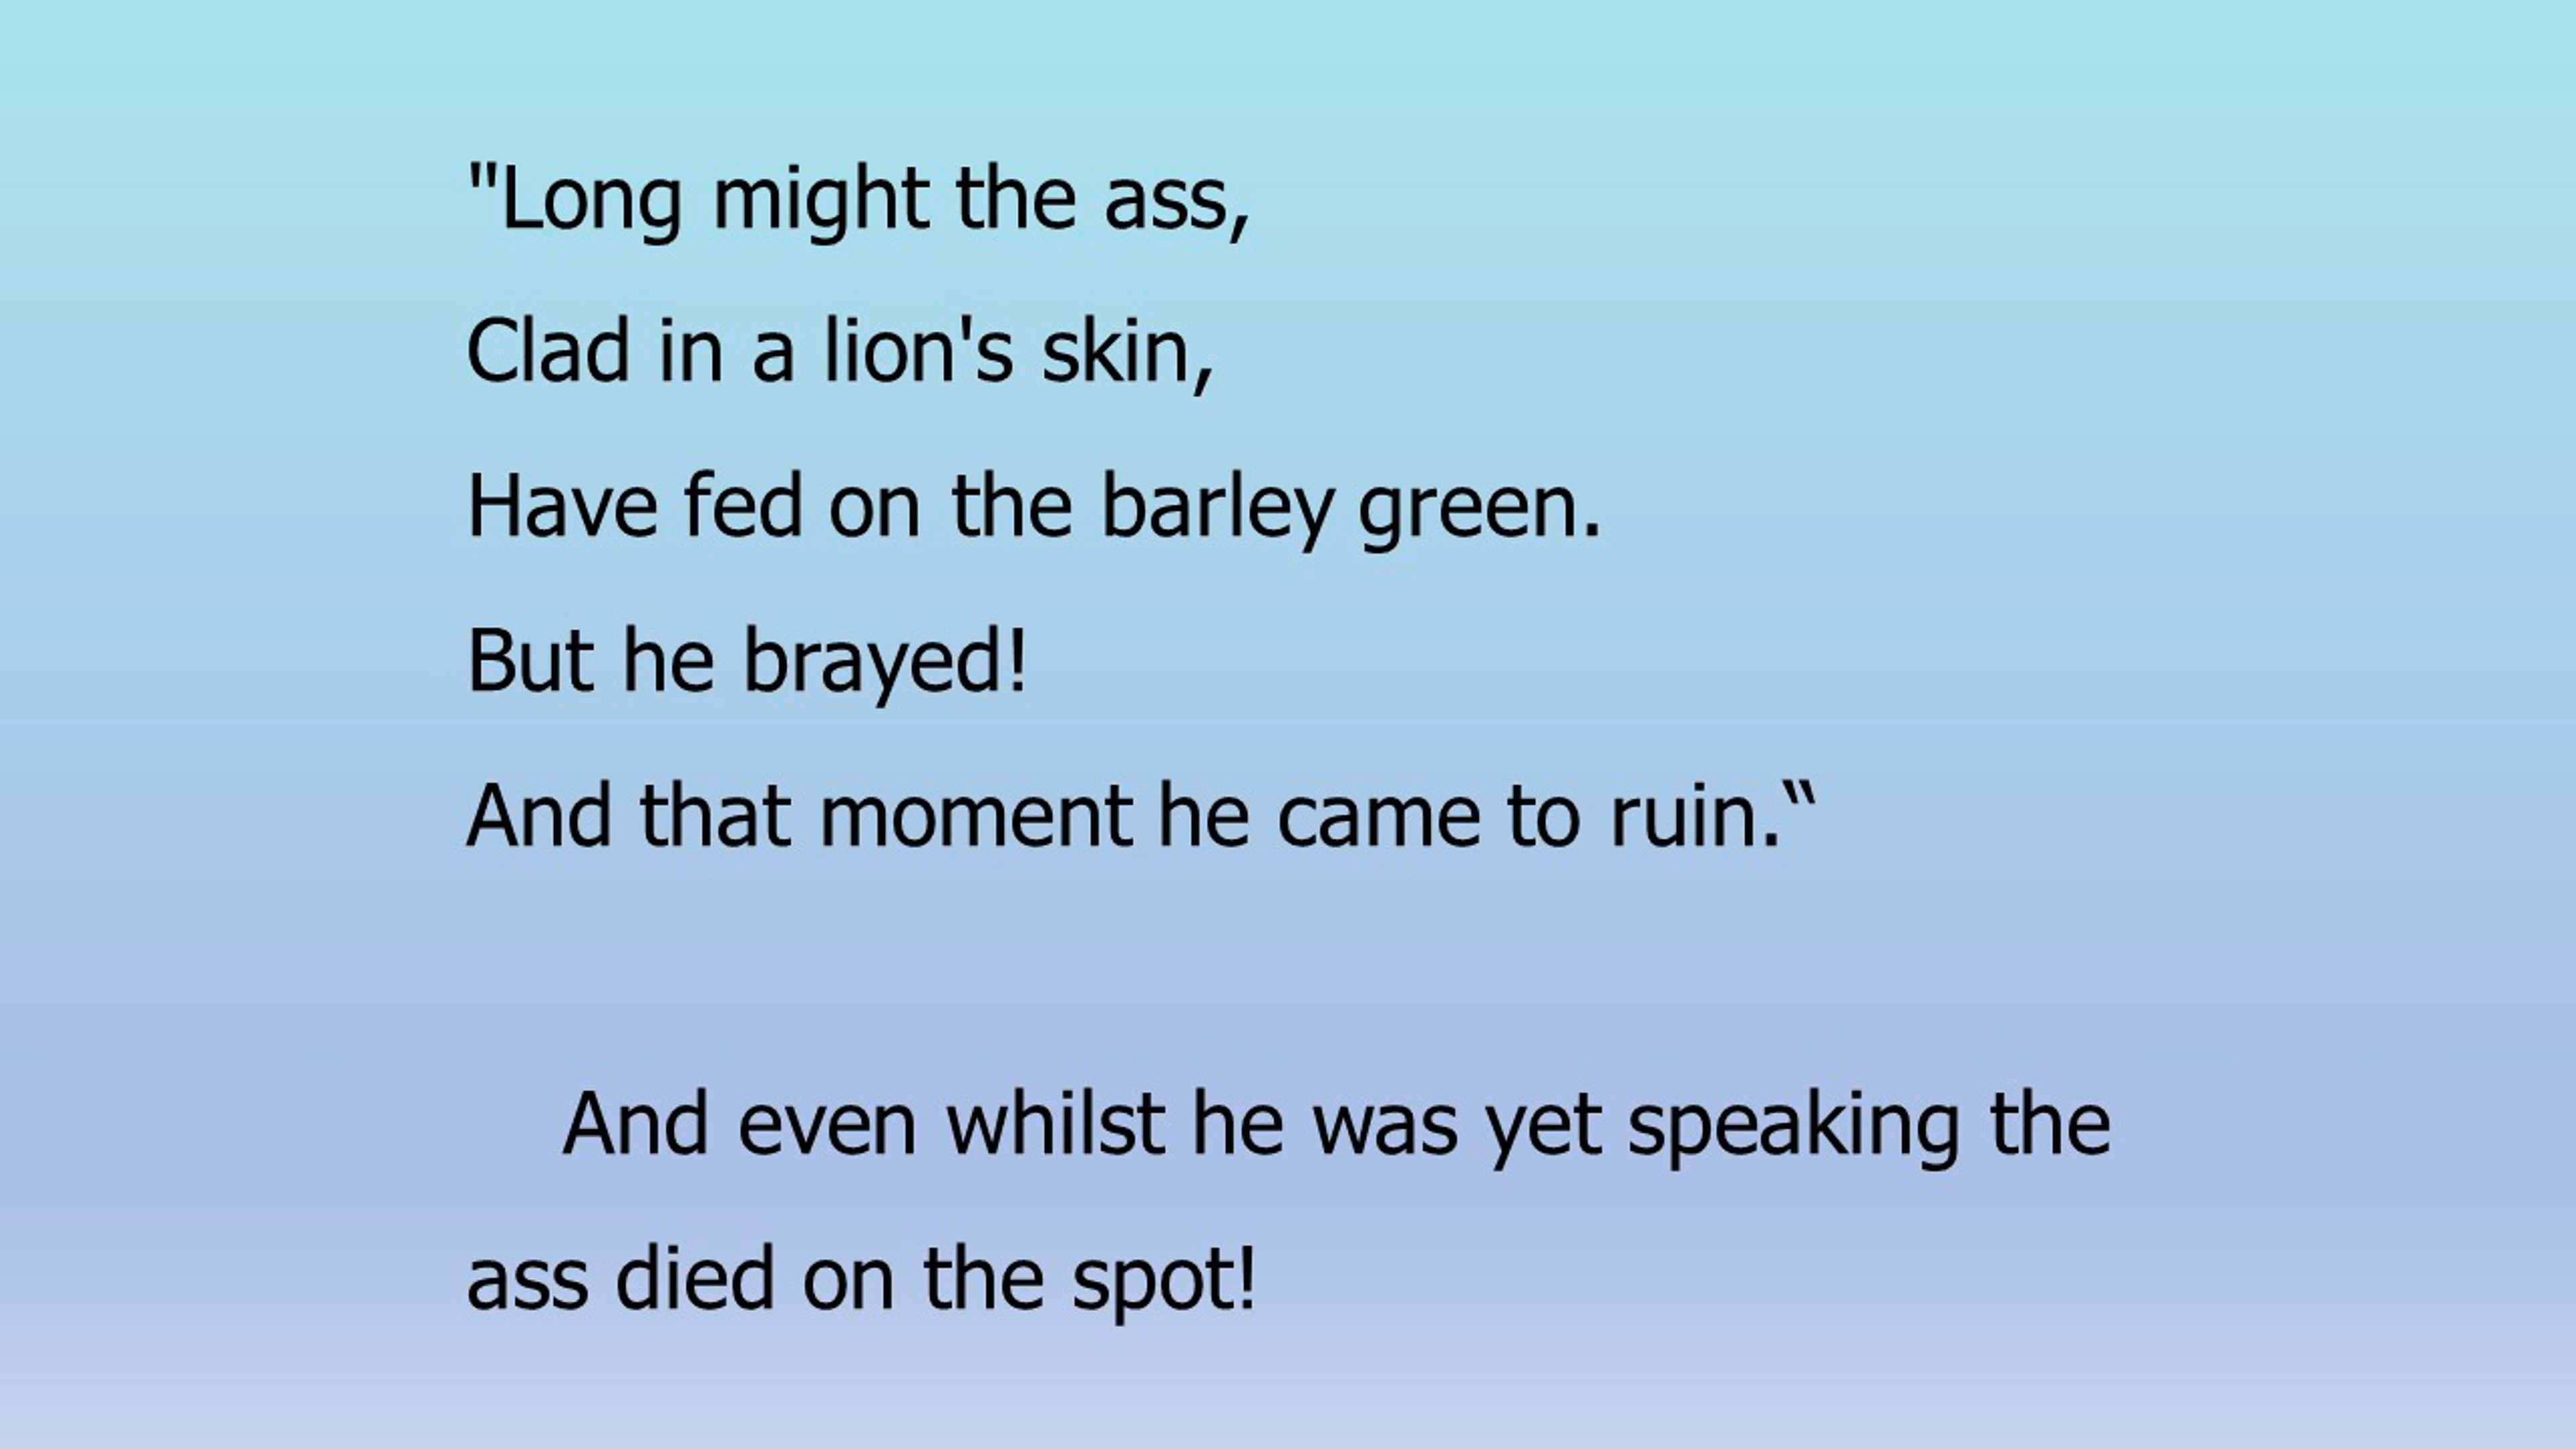 "Long might the ass,
Clad in a lion's skin,
Have fed on the barley green.
But he brayed!
And that moment he came to ruin.“
And even whilst he was yet speaking the
ass died on the spot!